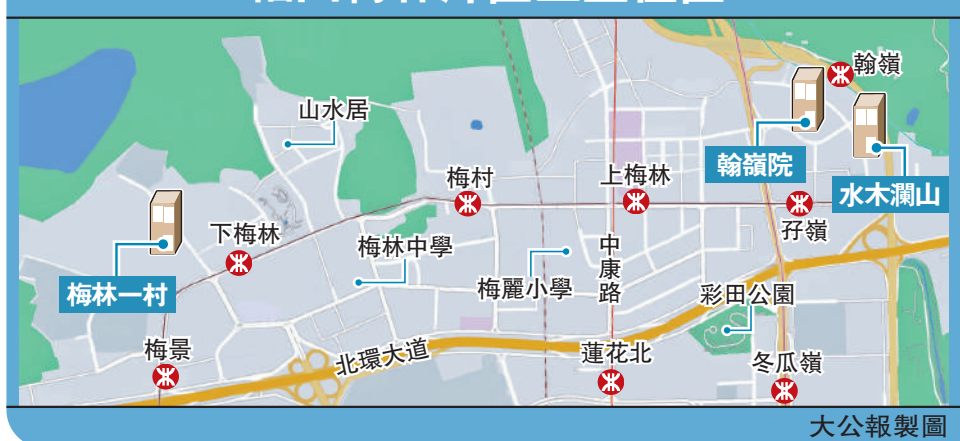 翰嶺
山水居
翰嶺院
梅村
上梅林
水木瀾山
孖嶺
下梅林
梅林中學
梅麗小學
中康路
梅林一村
彩田公園
梅景
北環大道
蓮花北
冬瓜嶺
大公報製圖